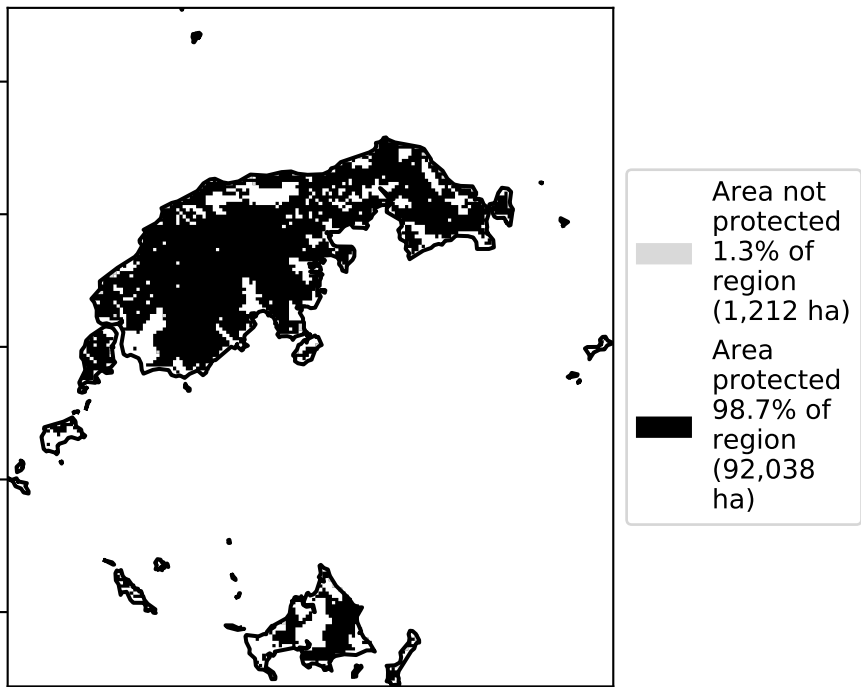 Area not
protected
1.3% of
region
(1,212 ha)
Area
protected
98.7% of
region
(92,038
ha)